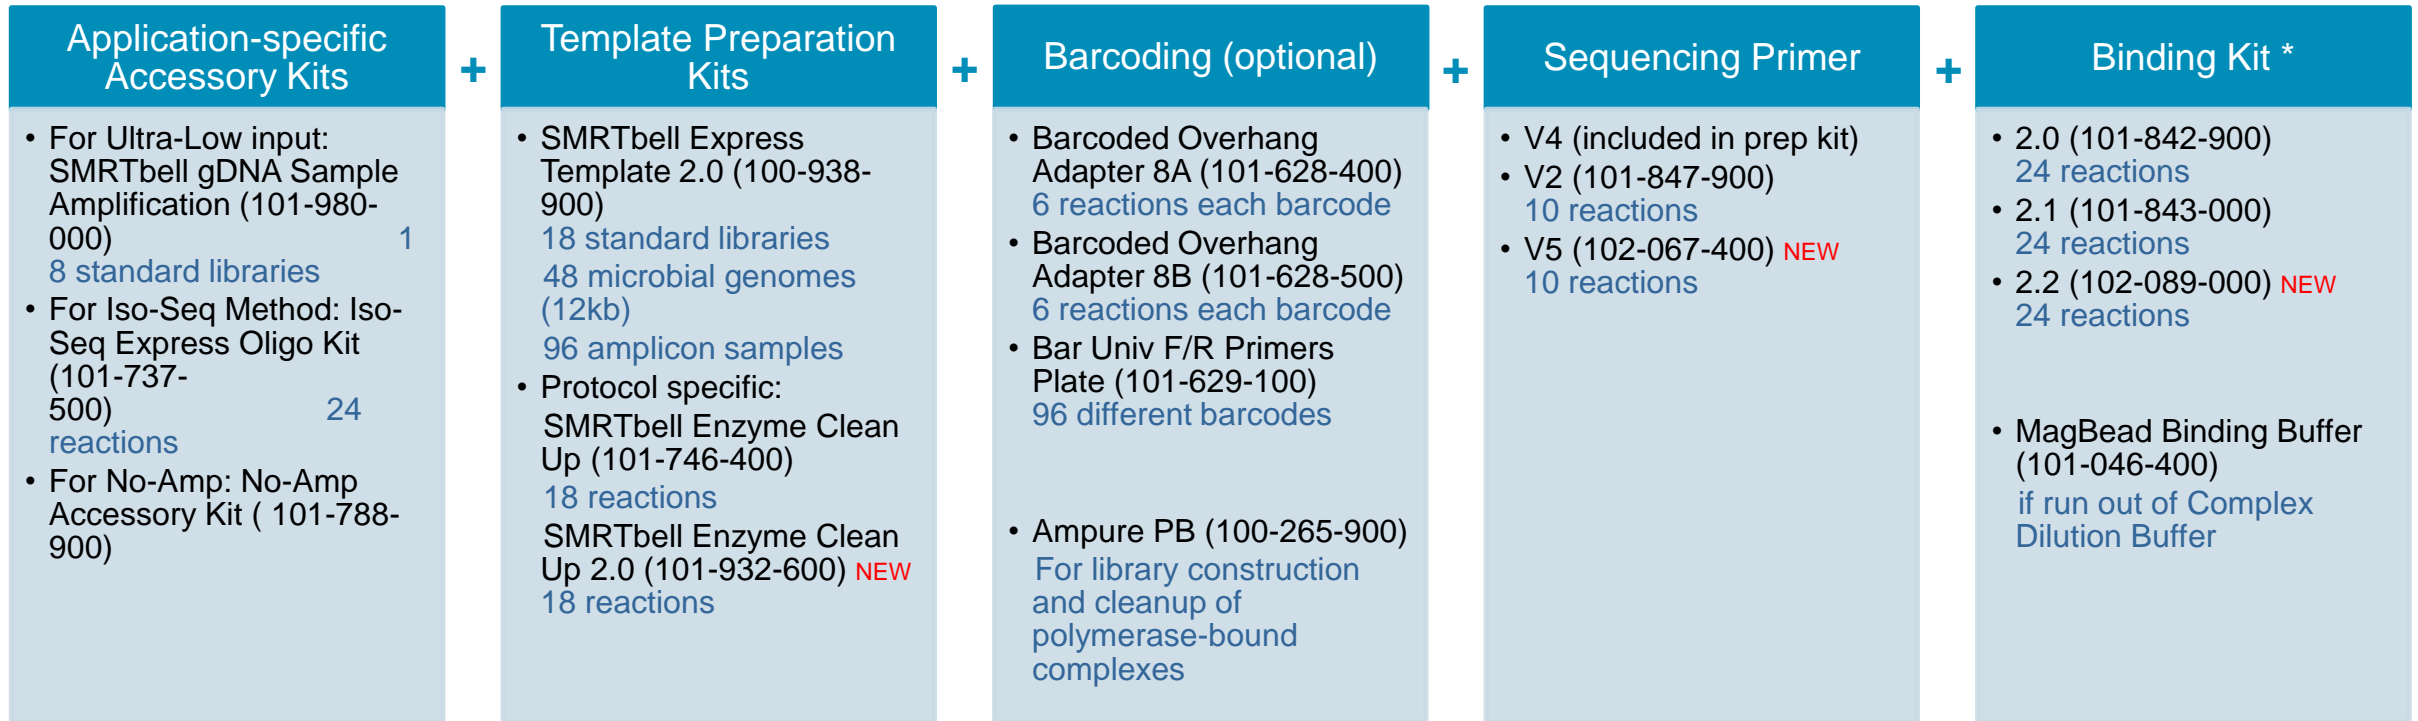 Application-specific
Accessory Kits
• For Ultra-Low input:
SMRTbell gDNA Sample
Amplification (101-980-
000) 1
8 standard libraries
• For Iso-Seq Method: Iso-
Seq Express Oligo Kit
(101-737-
500) 24
reactions
• For No-Amp: No-Amp
Accessory Kit ( 101-788-
900)
+
Template Preparation
Kits
• SMRTbell Express
Template 2.0 (100-938-
900)
18 standard libraries
48 microbial genomes
(12kb)
96 amplicon samples
• Protocol specific:
SMRTbell Enzyme Clean
Up (101-746-400)
18 reactions
SMRTbell Enzyme Clean
Up 2.0 (101-932-600) NEW
18 reactions
+
Barcoding (optional)
• Barcoded Overhang
Adapter 8A (101-628-400)
6 reactions each barcode
• Barcoded Overhang
Adapter 8B (101-628-500)
6 reactions each barcode
• Bar Univ F/R Primers
Plate (101-629-100)
96 different barcodes
• Ampure PB (100-265-900)
For library construction
and cleanup of
polymerase-bound
complexes
+
Sequencing Primer
• V4 (included in prep kit)
• V2 (101-847-900)
10 reactions
• V5 (102-067-400) NEW
10 reactions
+
Binding Kit *
• 2.0 (101-842-900)
24 reactions
• 2.1 (101-843-000)
24 reactions
• 2.2 (102-089-000) NEW
24 reactions
• MagBead Binding Buffer
(101-046-400)
if run out of Complex
Dilution Buffer